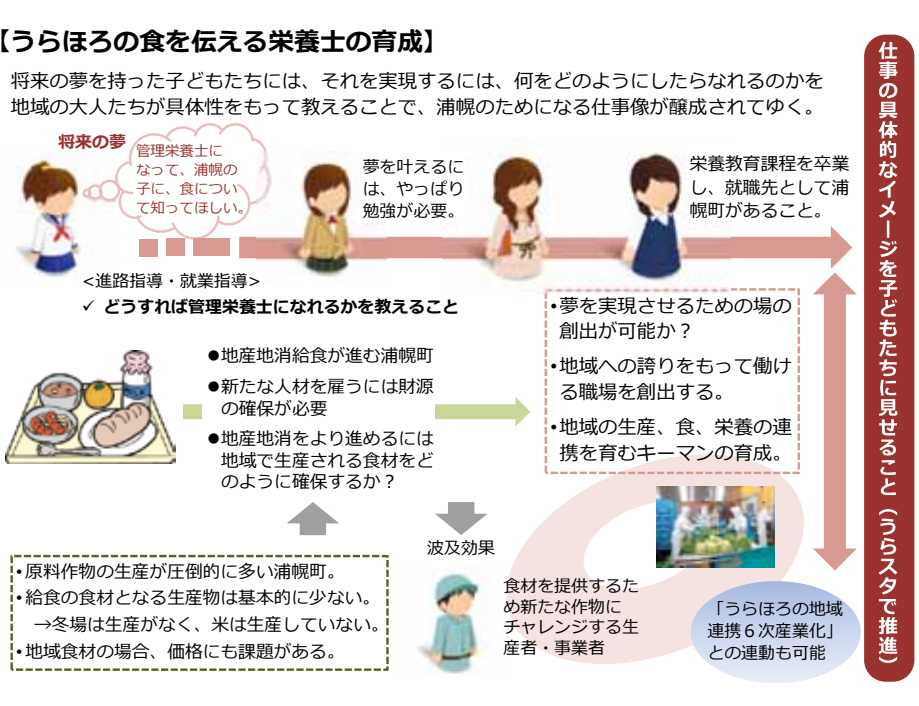 【うらほろの食を伝える栄養士の育成】
将来の夢を持った子どもたちには、それを実現するには、何をどのようにしたらなれるのかを
地域の大人たちが具体性をもって教えることで、浦幌のためになる仕事像が醸成されてゆく。
将来の夢
管理栄養士に
なって、浦幌の
子に、食につい
て知ってほしい。
夢を叶えるに
は、やっぱり
勉強が必要。
栄養教育課程を卒業
し、就職先として浦
幌町があること。
<進路指導・就業指導>
✓ どうすれば管理栄養士になれるかを教えること
●地産地消給食が進む浦幌町
●新たな人材を雇うには財源
の確保が必要
●地産地消をより進めるには
地域で生産される食材をど
のように確保するか？
・夢を実現させるための場の
創出が可能か？
・地域への誇りをもって働け
る職場を創出する。
・地域の生産、食、栄養の連
携を育むキーマンの育成。
波及効果
・原料作物の生産が圧倒的に多い浦幌町。
・給食の食材となる生産物は基本的に少ない。
→冬場は生産がなく、米は生産していない。
・地域食材の場合、価格にも課題がある。
食材を提供するた
め新たな作物に
チャレンジする生
産者・事業者
「うらほろの地域
連携６次産業化」
との連動も可能
仕事の具体的なイメージを子どもたちに見せること（うらスタで推進）